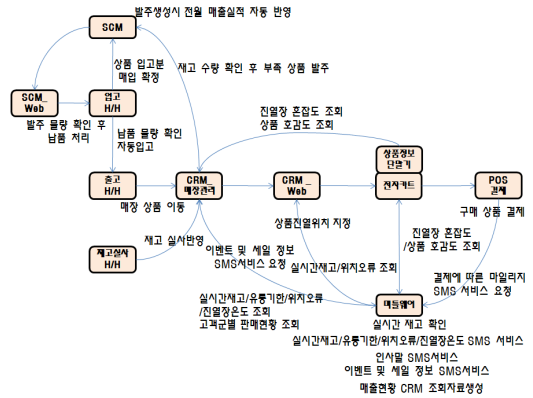 발주생성시 전월 매출실적 자동 반영
SCM
상품 입고분
매입 확정
재고 수량 확인 후 부족 상품 발주
SCM_
Web
입고
H/H
발주 물량 확인 후
납품 처리
납품 물량 확인
자동입고
진열장 혼잡도 조회
상품 호감도 조회
상품정보
단말기
출고
H/H
CRM_
매장관리
CRM_
Web
전자카트
POS
결제
매장 상품 이동
구매 상품 결제
상품진열위치 지정
진열장 혼잡도
/상품 호감도 조회
재고 실사반영
재고실사
H/H
이벤트 및 세일 정보
SMS서비스 요청
실시간재고/위치오류 조회
결제에 따른 마일리지
SMS 서비스 요청
실시간재고/유통기한/위치오류
/진열장온도 조회
고객군별 판매현황 조회
미들웨어
실시간 재고 확인
실시간재고/유통기한/위치오류/진열장온도 SMS 서비스
인사말 SMS서비스
이벤트 및 세일 정보 SMS서비스
매출현황 CRM 조회자료생성